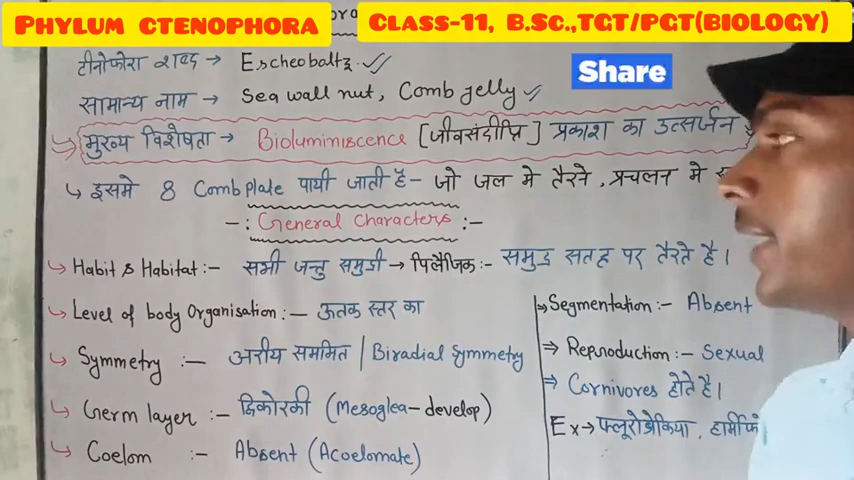 PHYLUM CTENOPHORA
CLASS-11, B.SC.,TGT/PGT(BIOLOGY)
Share
टीनोफोरा शब्द → Escheobaltz
सामान्य नाम → Sea wall nut, Comb jelly
मुख्य विशेषता → Bioluminiscence [जीवसंदीप्ति] प्रकाश का उत्सर्जन
इसमे 8 Comb Plate पायी जाती है - जो जल मे तैरने, प्रचलन मे
-: General Characters :-
Habit & Habitat:- सभी जन्तु समुद्री → पिलैजिक:- समुद्र सतह पर तैरते है।
Level of body Organisation:- ऊतक स्तर का
Symmetry :- अरीय सममित / Biradial Symmetry
Germ layer :- द्विकोरकी (Mesoglea-develop)
Coelom :- Absent (Acoelomate)
⇒ Segmentation:- Absent
⇒ Reproduction:- Sexual
⇒ Cornivores होते है।
Ex→ प्लूरोब्रेकिया,